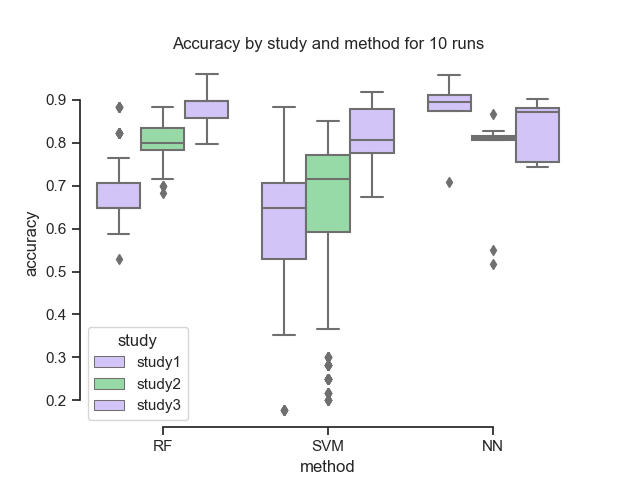 Accuracy by study and method for 10 runs
accuracy
0.9
0.8
0.7
0.6
0.5
0.4
0.3
0.2
study
study1
study2
study3
RF SVM NN
method